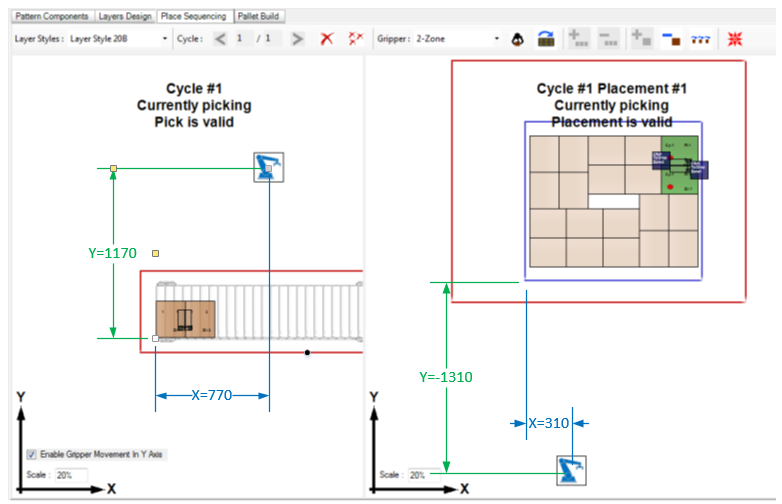 Pattern Components Layers Design Place Sequencing Pallet Build
Layer Styles : Layer Style 20B Cycle : 1 / 1 Gripper : 2-Zone
Cycle #1
Currently picking
Pick is valid
Y=1170
X=770
Y
Enable Gripper Movement In Y Axis
Scale : 20%
X
Cycle #1 Placement #1
Currently picking
Placement is valid
Y=-1310
X=310
Y
Scale : 20%
X